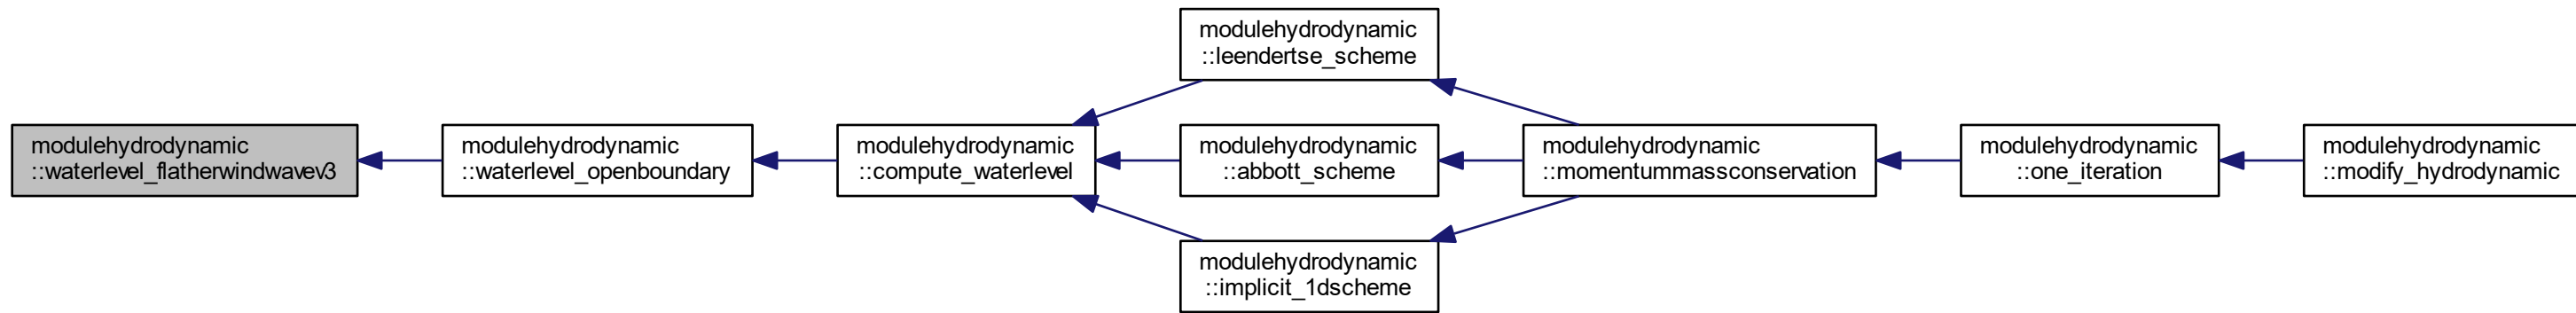 modulehydrodynamic
::waterlevel_flatherwindwavev3
modulehydrodynamic
::waterlevel_openboundary
modulehydrodynamic
::compute_waterlevel
modulehydrodynamic
::leendertse_scheme
modulehydrodynamic
::abbott_scheme
modulehydrodynamic
::implicit_1dscheme
modulehydrodynamic
::momentummassconservation
modulehydrodynamic
::one_iteration
modulehydrodynamic
::modify_hydrodynamic